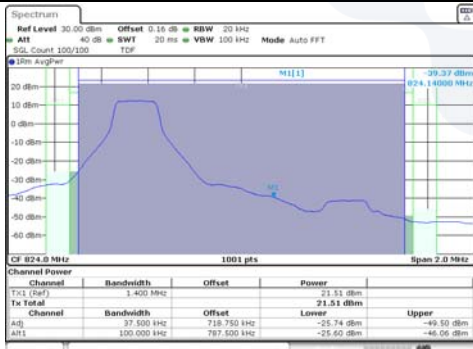 Spectrum
Ref Level 30.00 dBm Offset 0.16 dB RBW 20 kHz
Att 40 dB SWT 20 ms VBW 100 kHz Mode Auto FFT
SGL Count 100/100 TDF
1Rm AvgPwr
M1[1] -39.37 dBm
824.14000 MHz
20 dBm
10 dBm
0 dBm
-10 dBm
-20 dBm
-30 dBm
-40 dBm
-50 dBm
-60 dBm
M1
CF 824.0 MHz 1001 pts Span 2.0 MHz
Channel Power
Channel Bandwidth Offset Power
TX1 (Ref) 1.400 MHz 21.51 dBm
Tx Total 21.51 dBm
Channel Bandwidth Offset Lower Upper
Adj 37.500 kHz 718.750 kHz -25.74 dBm -49.50 dBm
Alt1 100.000 kHz 787.500 kHz -25.60 dBm -46.06 dBm